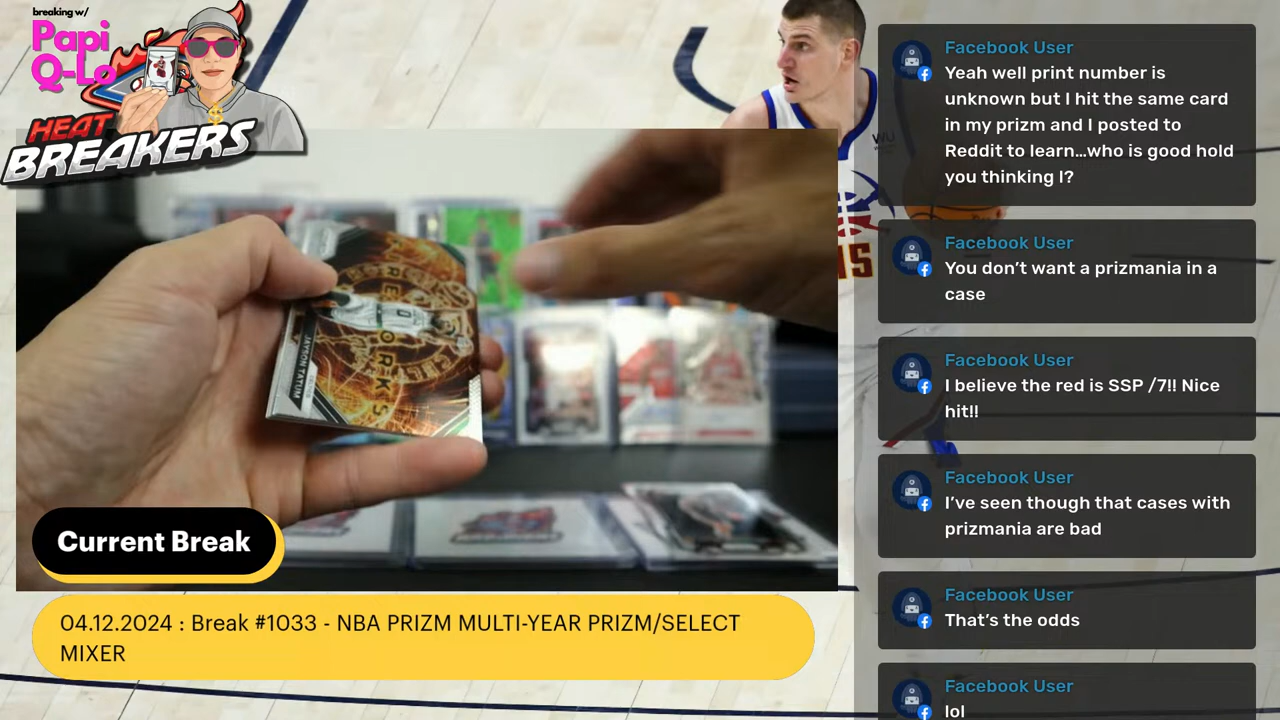 breaking w/
Papi
Q-Lo
HEAT
BREAKERS
FIREWORKS
JAYSON TATUM
Current Break
04.12.2024 : Break #1033 - NBA PRIZM MULTI-YEAR PRIZM/SELECT
MIXER
Facebook User
Yeah well print number is
unknown but I hit the same card
in my prizm and I posted to
Reddit to learn…who is good hold
you thinking I?
Facebook User
You don’t want a prizmania in a
case
Facebook User
I believe the red is SSP /7!! Nice
hit!!
Facebook User
I’ve seen though that cases with
prizmania are bad
Facebook User
That’s the odds
Facebook User
lol